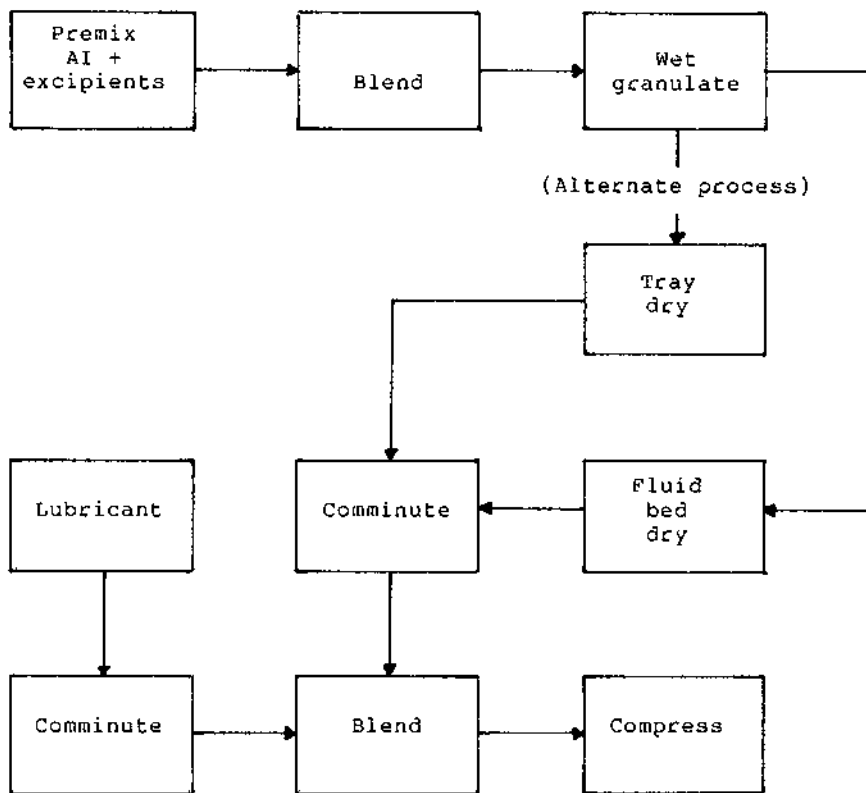 Premix
AI +
excipients
Blend
Wet
granulate
(Alternate process)
Tray
dry
Lubricant
Comminute
Fluid
bed
dry
Comminute
Blend
Compress